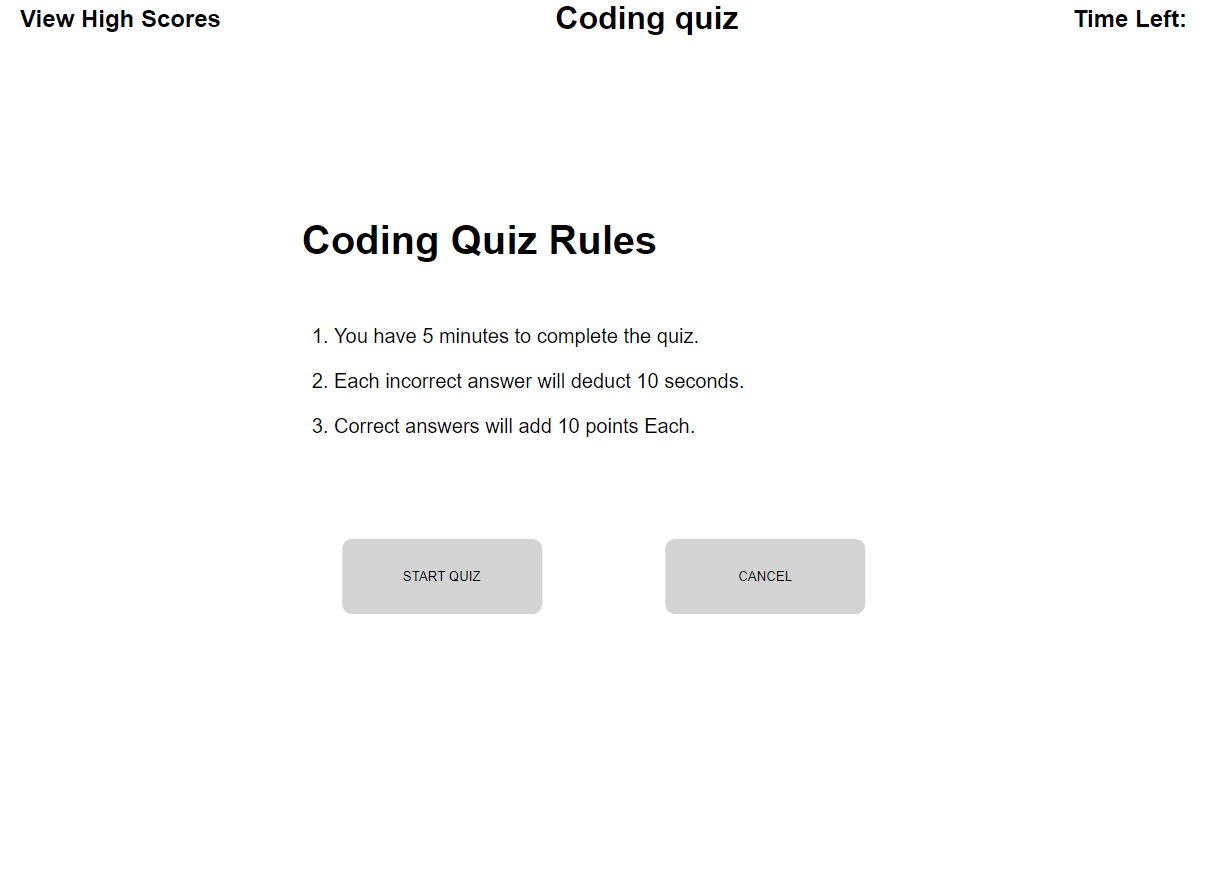 View High Scores
Coding quiz
Time Left:
Coding Quiz Rules
1. You have 5 minutes to complete the quiz.
2. Each incorrect answer will deduct 10 seconds.
3. Correct answers will add 10 points Each.
START QUIZ
CANCEL